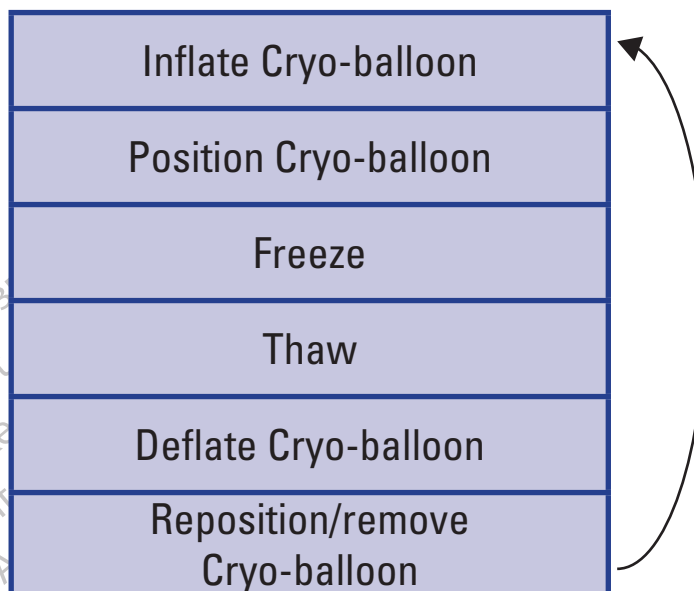 Inflate Cryo-balloon
Position Cryo-balloon
Freeze
Thaw
Deflate Cryo-balloon
Reposition/remove
Cryo-balloon